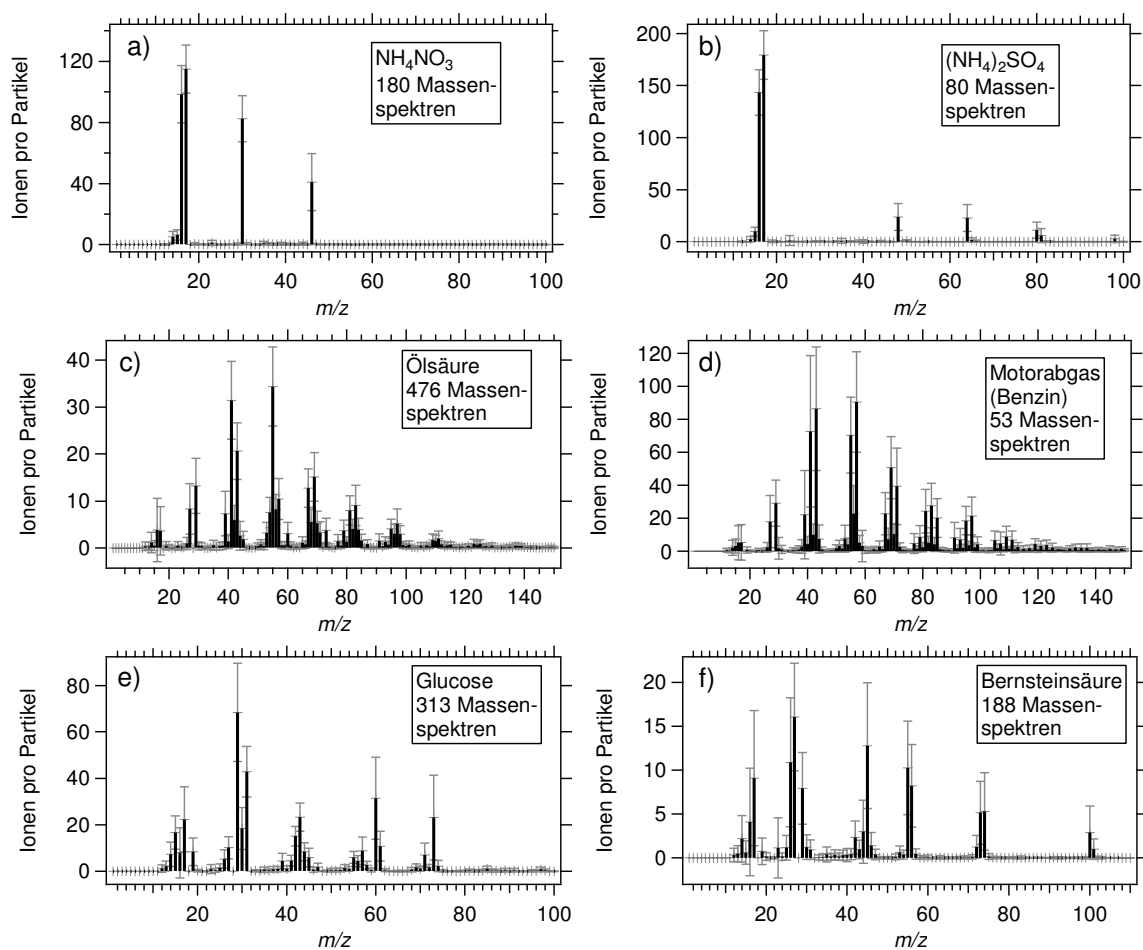 a)
NH4NO3
180 Massen-
spektren
Ionen pro Partikel
120
80
40
0
20
40
60
80
100
m/z
b)
(NH4)2SO4
80 Massen-
spektren
Ionen pro Partikel
200
150
100
50
0
20
40
60
80
100
m/z
c)
Ölsäure
476 Massen-
spektren
Ionen pro Partikel
40
30
20
10
0
20
40
60
80
100
120
140
m/z
d)
Motorabgas
(Benzin)
53 Massen-
spektren
Ionen pro Partikel
120
100
80
60
40
20
0
20
40
60
80
100
120
140
m/z
e)
Glucose
313 Massen-
spektren
Ionen pro Partikel
80
60
40
20
0
20
40
60
80
100
m/z
f)
Bernsteinsäure
188 Massen-
spektren
Ionen pro Partikel
20
15
10
5
0
20
40
60
80
100
m/z